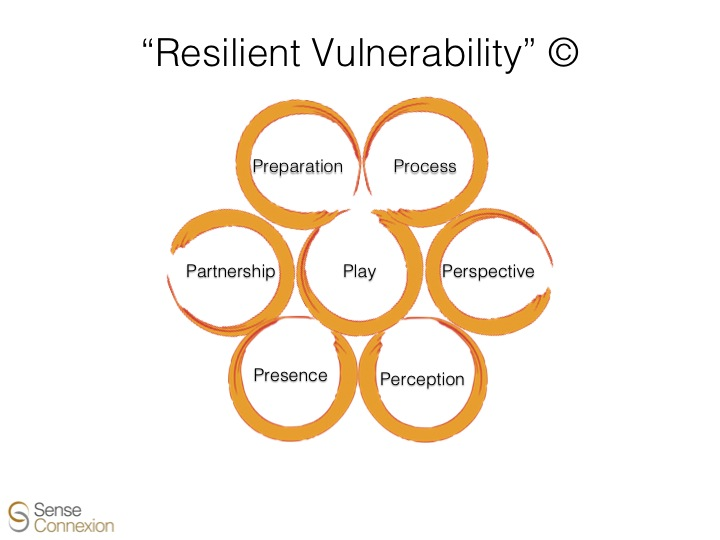 “Resilient Vulnerability” ©
Preparation
Process
Partnership
Play
Perspective
Presence
Perception
Sense
Connexion